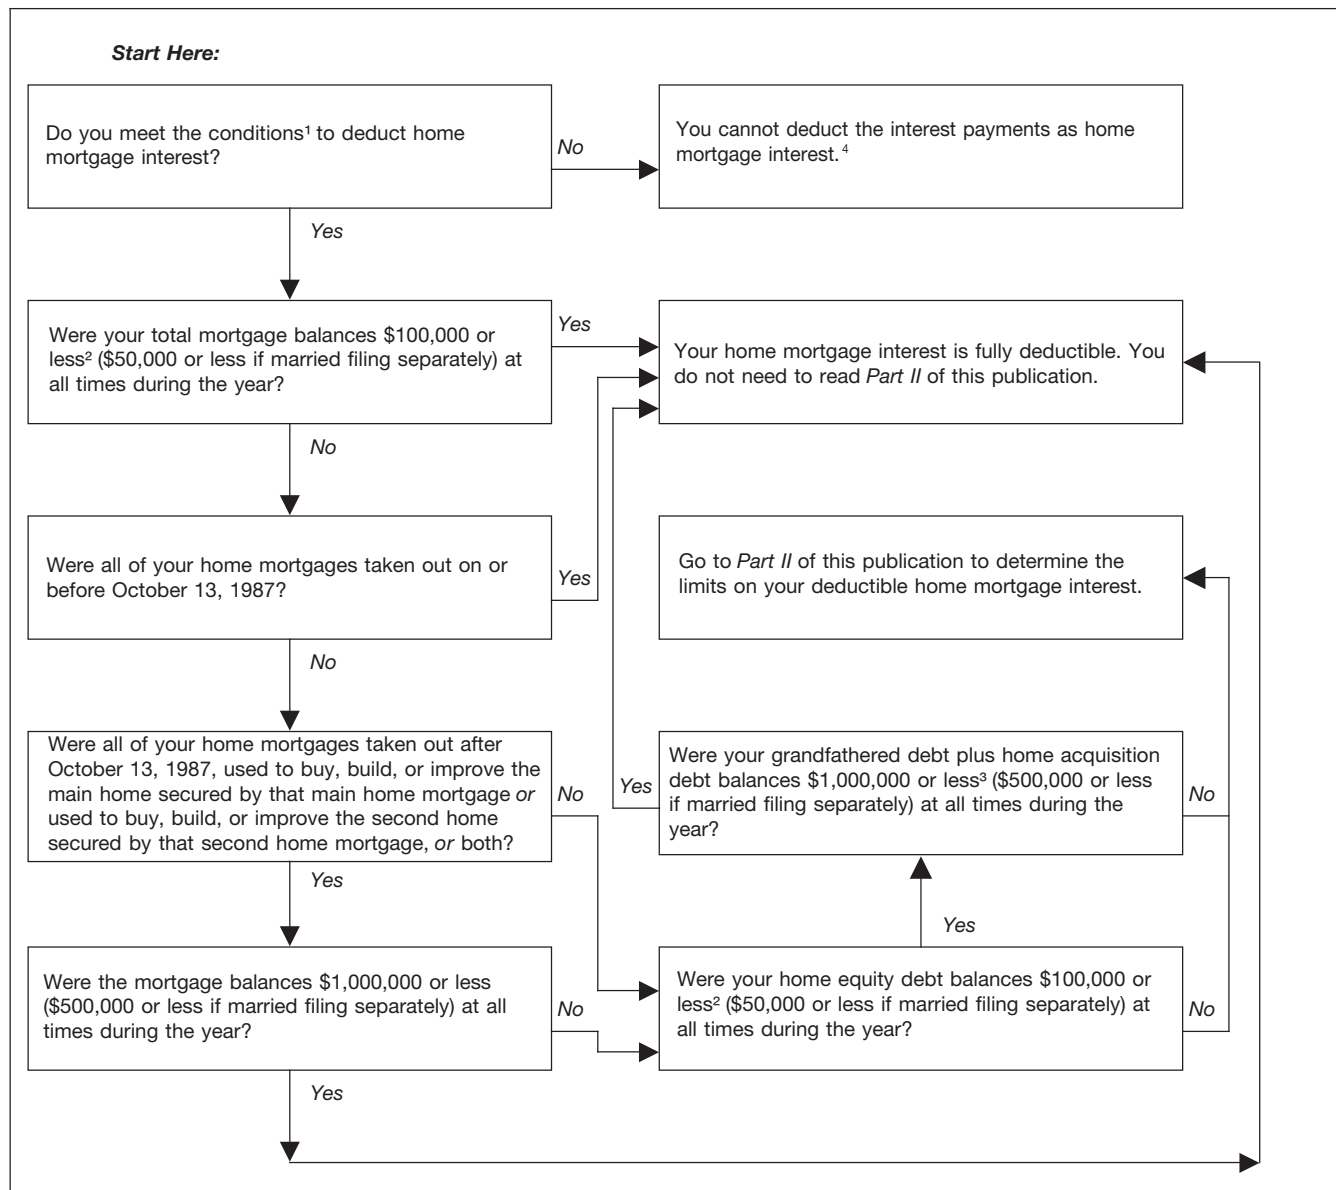 Start Here:
Do you meet the conditions¹ to deduct home
mortgage interest?
No
You cannot deduct the interest payments as home
mortgage interest.⁴
Yes
Were your total mortgage balances $100,000 or
less² ($50,000 or less if married filing separately) at
all times during the year?
Yes
Your home mortgage interest is fully deductible. You
do not need to read Part II of this publication.
No
Were all of your home mortgages taken out on or
before October 13, 1987?
Yes
Go to Part II of this publication to determine the
limits on your deductible home mortgage interest.
No
Were all of your home mortgages taken out after
October 13, 1987, used to buy, build, or improve the
main home secured by that main home mortgage or
used to buy, build, or improve the second home
secured by that second home mortgage, or both?
No
Yes
Were your grandfathered debt plus home acquisition
debt balances $1,000,000 or less³ ($500,000 or less
if married filing separately) at all times during the
year?
No
Yes
Yes
Were the mortgage balances $1,000,000 or less
($500,000 or less if married filing separately) at all
times during the year?
No
Were your home equity debt balances $100,000 or
less² ($50,000 or less if married filing separately) at
all times during the year?
No
Yes